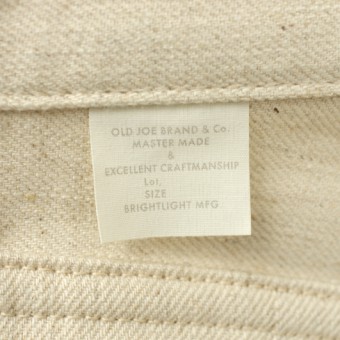 OLD JOE BRAND & Co.
MASTER MADE
&
EXCELLENT CRAFTMANSHIP
Lot.
SIZE
BRIGHTLIGHT MFG.